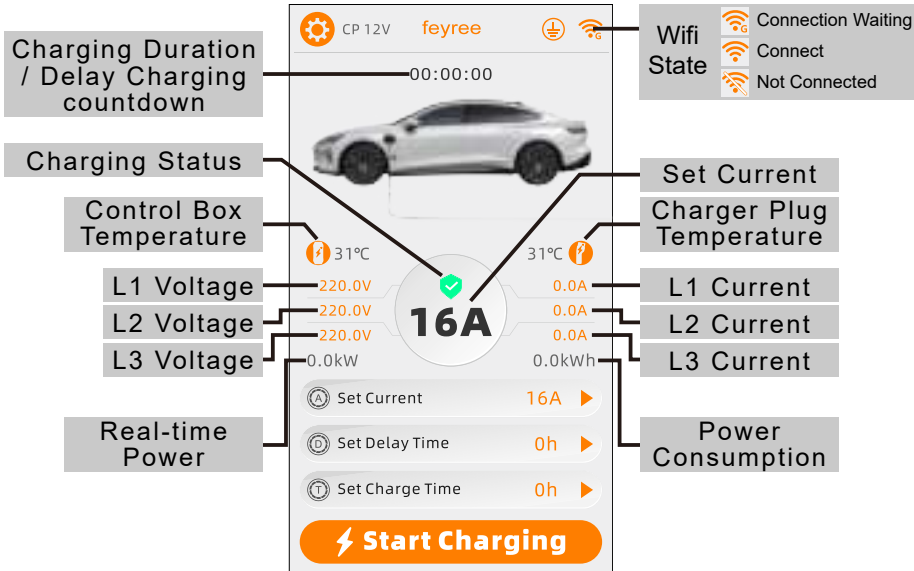 CP 12V
feyree
G
Wifi
State
G
Connection Waiting
Connect
Not Connected
Charging Duration
/ Delay Charging
countdown
00:00:00
Charging Status
Set Current
Control Box
Temperature
Charger Plug
Temperature
31℃
31℃
L1 Voltage
220.0V
0.0A
L1 Current
L2 Voltage
220.0V
16A
0.0A
L2 Current
L3 Voltage
220.0V
0.0A
L3 Current
0.0kW
0.0kWh
A Set Current 16A
Real-time
Power
Power
Consumption
D Set Delay Time 0h
T Set Charge Time 0h
Start Charging